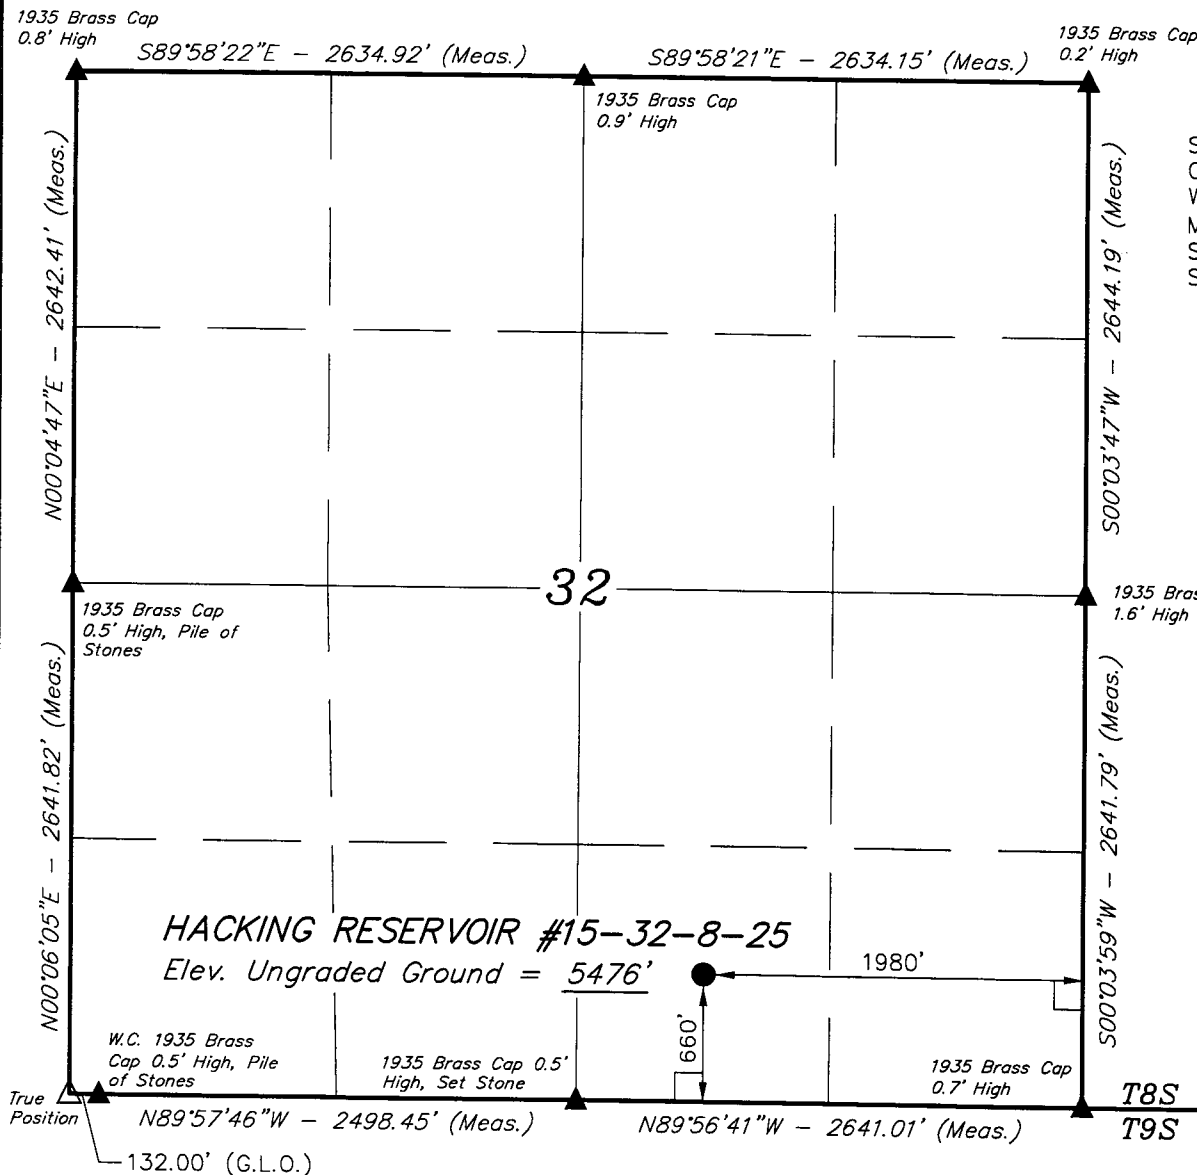 1935 Brass Cap
0.8' High
S89°58'22"E - 2634.92' (Meas.)
S89°58'21"E - 2634.15' (Meas.)
1935 Brass Cap
0.2' High
1935 Brass Cap
0.9' High
N00°04'47"E - 2642.41' (Meas.)
S00°03'47"W - 2644.19' (Meas.)
32
1935 Brass Cap
0.5' High, Pile of
Stones
1935 Bras
1.6' High
N00°06'05"E - 2641.82' (Meas.)
S00°03'59"W - 2641.79' (Meas.)
HACKING RESERVOIR #15-32-8-25
Elev. Ungraded Ground = 5476'
1980'
660'
W.C. 1935 Brass
Cap 0.5' High, Pile
of Stones
1935 Brass Cap 0.5'
High, Set Stone
1935 Brass Cap
0.7' High
True
Position
N89°57'46"W - 2498.45' (Meas.)
N89°56'41"W - 2641.01' (Meas.)
T8S
T9S
132.00' (G.L.O.)